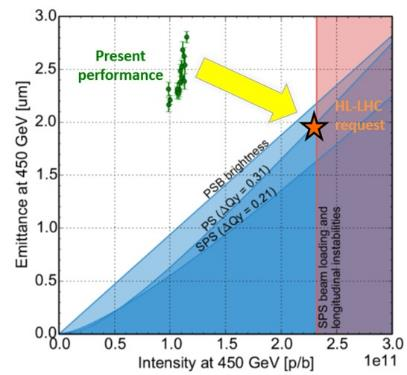 3.0
2.5
2.0
1.5
1.0
0.5
0.0
Emittance at 450 GeV [um]
Present
performance
HL-LHC
request
PSB brightness
PS (ΔQy = 0.31)
SPS (ΔQy = 0.21)
SPS beam loading and
longitudinal instabilities
0.0 0.5 1.0 1.5 2.0 2.5 3.0
1e11
Intensity at 450 GeV [p/b]